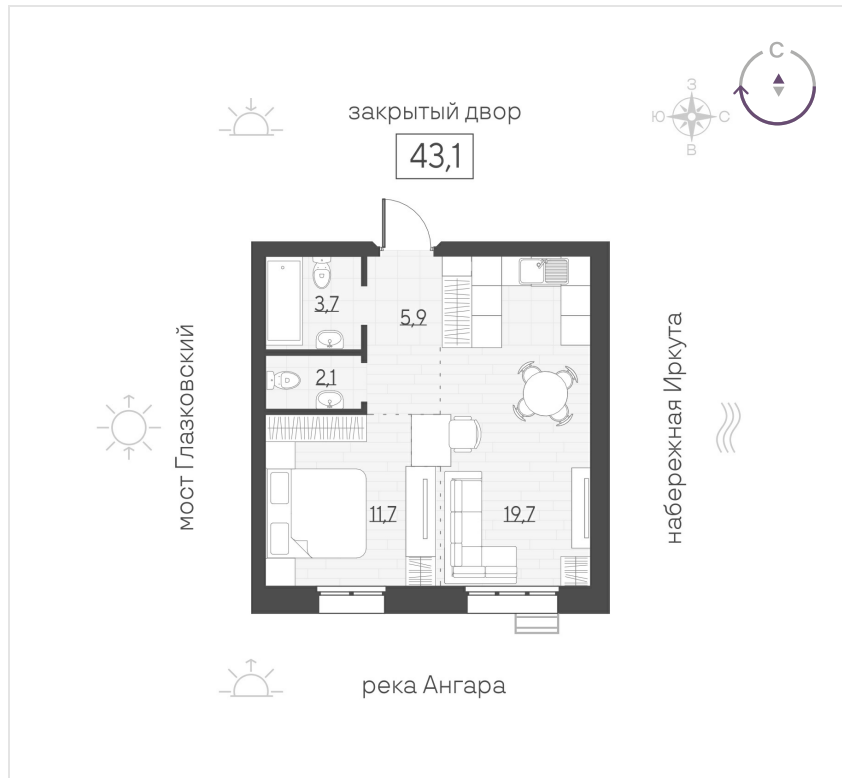 С
закрытый двор
З
Ю
С
В
43,1
3,7
5,9
2,1
мост Глазковский
набережная Иркута
11,7
19,7
река Ангара